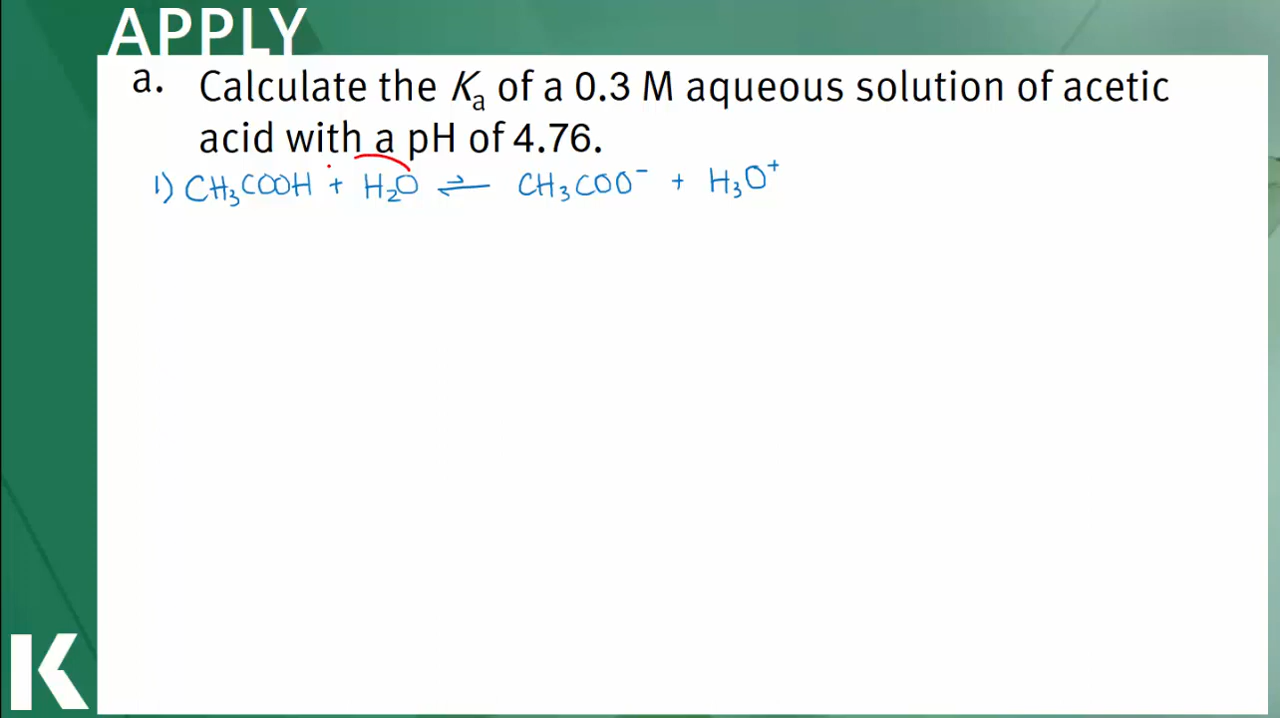 APPLY
a. Calculate the Kₐ of a 0.3 M aqueous solution of acetic
acid with a pH of 4.76.
1) CH₃COOH + H₂O ⇌ CH₃COO⁻ + H₃O⁺
K